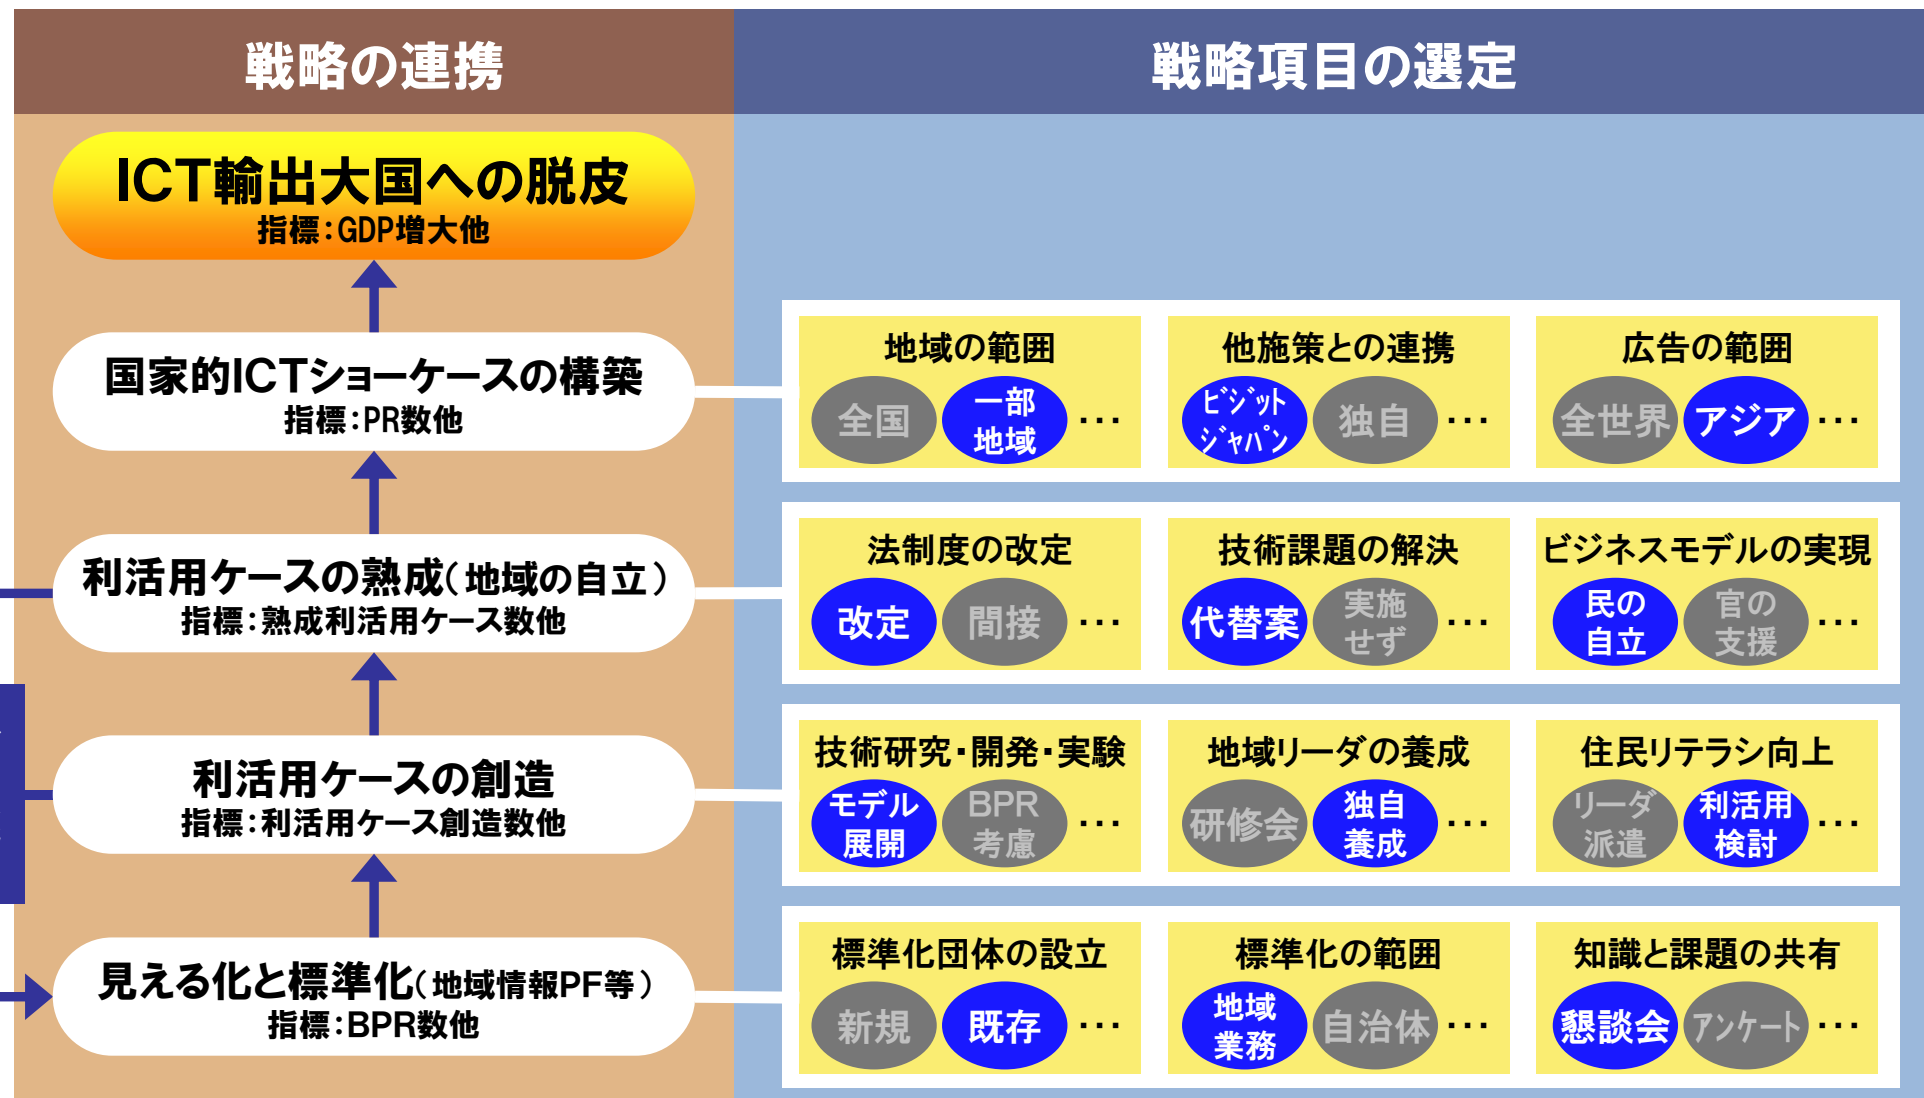 戦略の連携
戦略項目の選定
ICT輸出大国への脱皮
指標：GDP増大他
国家的ICTショーケースの構築
指標：PR数他
地域の範囲
全国
一部
地域
・・・
他施策との連携
ﾋﾞｼﾞｯﾄ
ｼﾞｬﾊﾟﾝ
独自
・・・
広告の範囲
全世界
アジア
・・・
利活用ケースの熟成（地域の自立）
指標：熟成利活用ケース数他
法制度の改定
改定
間接
・・・
技術課題の解決
代替案
実施
せず
・・・
ビジネスモデルの実現
民の
自立
官の
支援
・・・
利活用ケースの創造
指標：利活用ケース創造数他
技術研究・開発・実験
モデル
展開
BPR
考慮
・・・
地域リーダの養成
研修会
独自
養成
・・・
住民リテラシ向上
リーダ
派遣
利活用
検討
・・・
見える化と標準化（地域情報PF等）
指標：BPR数他
標準化団体の設立
新規
既存
・・・
標準化の範囲
地域
業務
自治体
・・・
知識と課題の共有
懇談会
アンケート
・・・